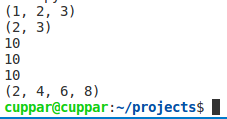 (1, 2, 3)
(2, 3)
10
10
10
(2, 4, 6, 8)
cuppar@cuppar:~/projects$